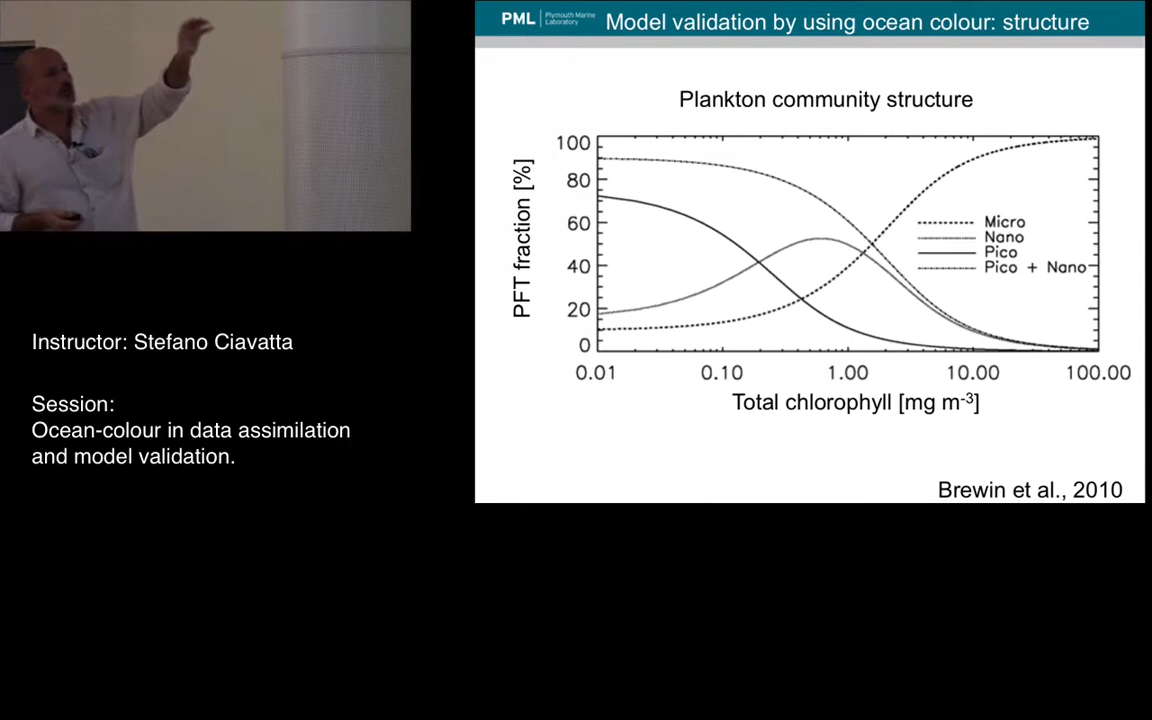 PML Plymouth Marine
Laboratory
Model validation by using ocean colour: structure
Plankton community structure
PFT fraction [%]
100
80
60
40
20
0
Micro
Nano
Pico
Pico + Nano
0.01 0.10 1.00 10.00 100.00
Total chlorophyll [mg m-3]
Brewin et al., 2010
Instructor: Stefano Ciavatta
Session:
Ocean-colour in data assimilation
and model validation.